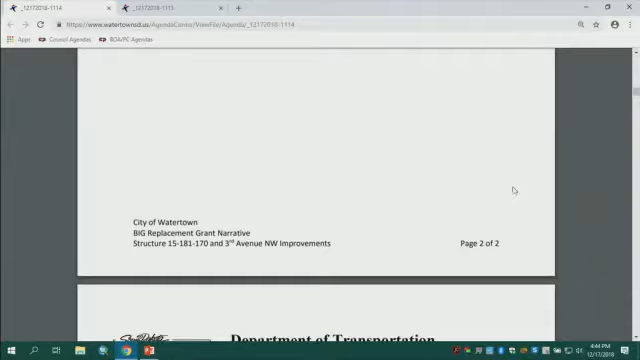 _12172018-1114
_12172018-1113
https://www.watertownsd.us/AgendaCenter/ViewFile/Agenda/_12172018-1114
Apps
Council Agendas
BOA/PC-Agendas
City of Watertown
BIG Replacement Grant Narrative
Structure 15-181-170 and 3rd Avenue NW Improvements
Page 2 of 2
Department of Transportation
4:44 PM
12/17/2018